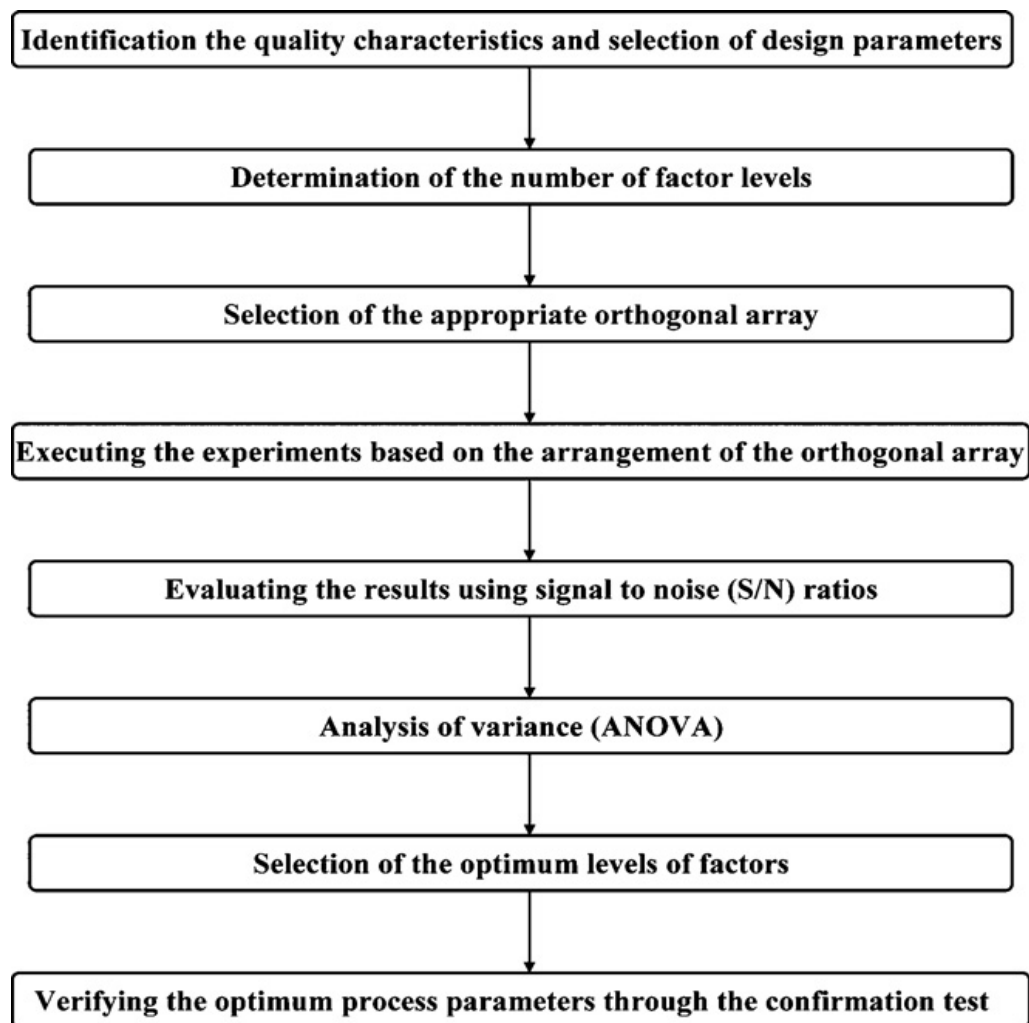 Identification the quality characteristics and selection of design parameters
Determination of the number of factor levels
Selection of the appropriate orthogonal array
Executing the experiments based on the arrangement of the orthogonal array
Evaluating the results using signal to noise (S/N) ratios
Analysis of variance (ANOVA)
Selection of the optimum levels of factors
Verifying the optimum process parameters through the confirmation test